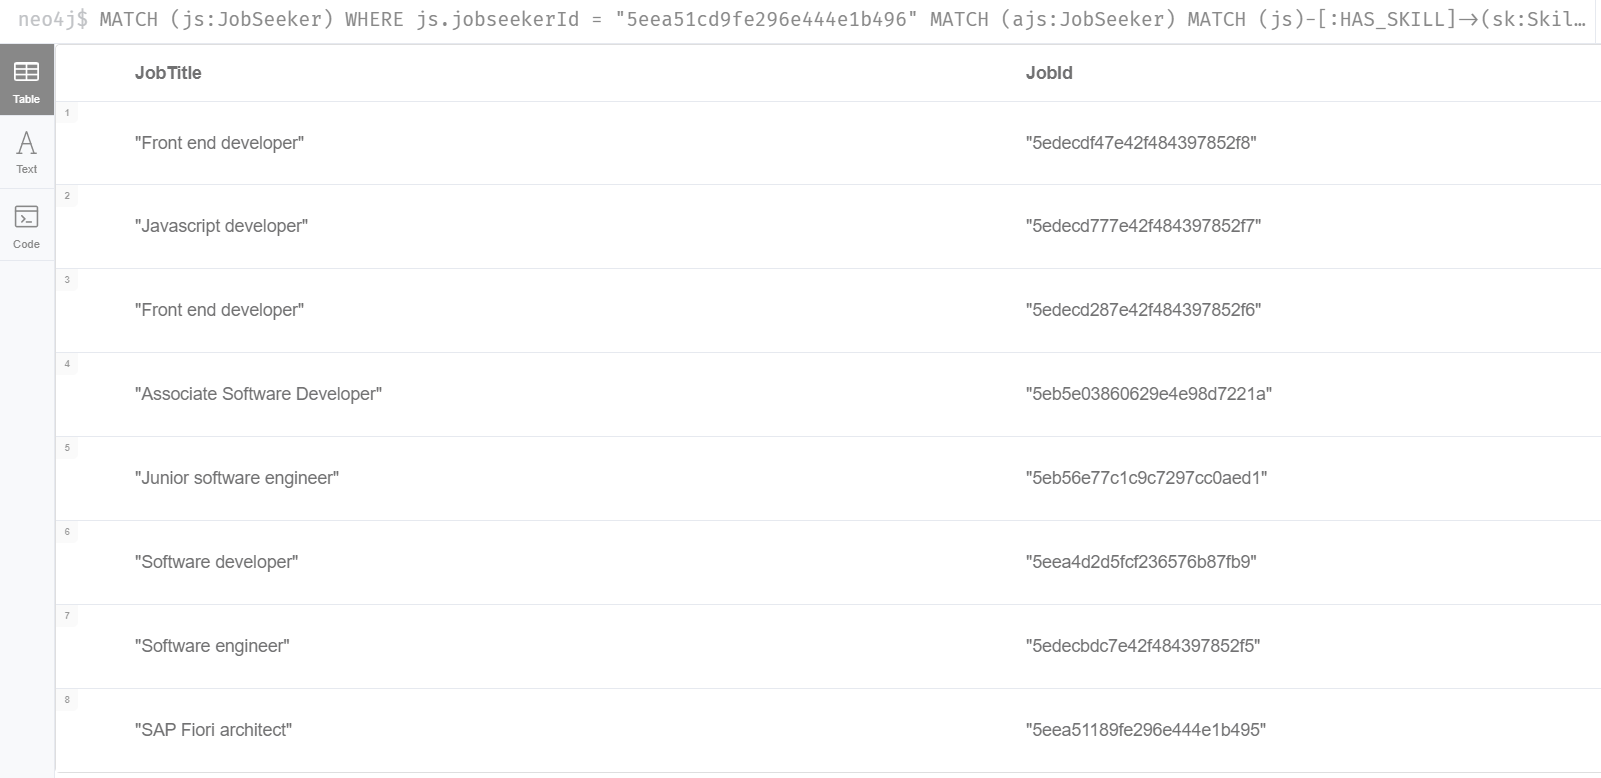 neo4j$ MATCH (js:JobSeeker) WHERE js.jobseekerId = "5eea51cd9fe296e444e1b496" MATCH (ajs:JobSeeker) MATCH (js)-[:HAS_SKILL]→(sk:Skil…
Table
Text
Code
JobTitle JobId
1
"Front end developer" "5edecdf47e42f484397852f8"
2
"Javascript developer" "5edecd777e42f484397852f7"
3
"Front end developer" "5edecd287e42f484397852f6"
4
"Associate Software Developer" "5eb5e03860629e4e98d7221a"
5
"Junior software engineer" "5eb56e77c1c9c7297cc0aed1"
6
"Software developer" "5eea4d2d5fcf236576b87fb9"
7
"Software engineer" "5edecbdc7e42f484397852f5"
8
"SAP Fiori architect" "5eea51189fe296e444e1b495"